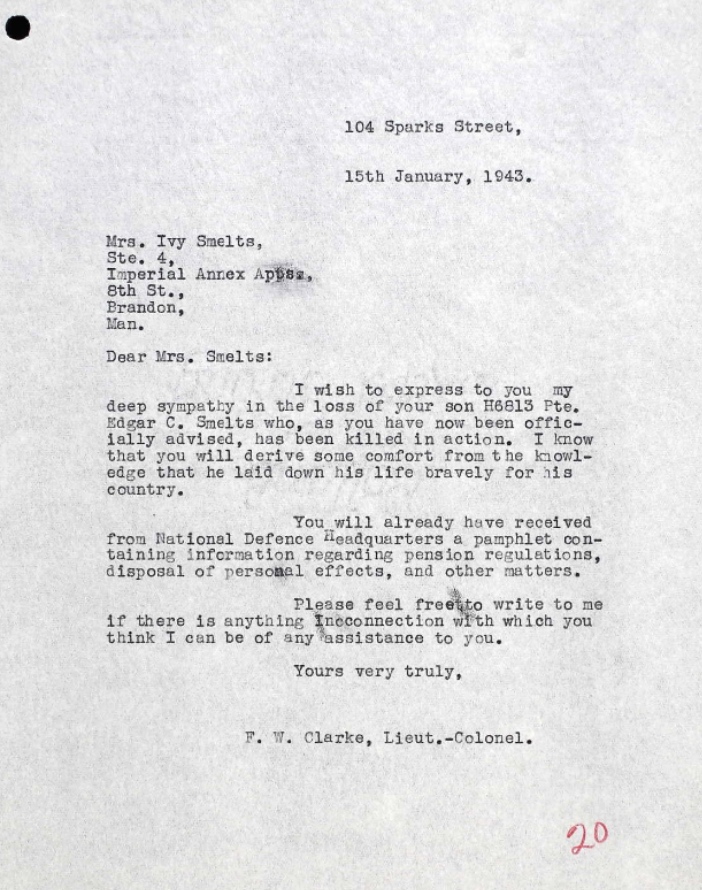 104 Sparks Street,
15th January, 1943.
Mrs. Ivy Smelts,
Ste. 4,
Imperial Annex
8th St.,
Brandon,
Man.
Dear Mrs. Smelts:
I wish to express to you my
deep sympathy in the loss of your son H6813 Pte.
Edgar C. Smelts who, as you have now been offic-
ially advised, has been killed in action. I know
that you will derive some comfort from the knowl-
edge that he laid down his life bravely for his
country.
You will already have received
from National Defence Headquarters a pamphlet con-
taining information regarding pension regulations,
disposal of personal effects, and other matters.
Please feel free to write to me
if there is anything connection with which you
think I can be of any assistance to you.
Yours very truly,
F. W. Clarke, Lieut.-Colonel.
20